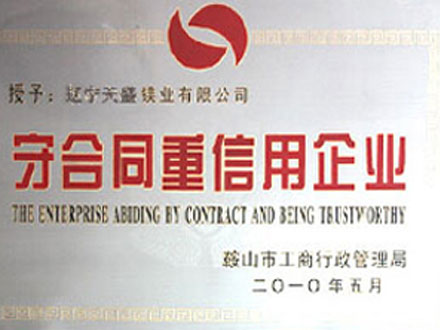 授予：辽宁天盛镁业有限公司
守合同重信用企业
THE ENTERPRISE ABIDING BY CONTRACT AND BEING TRUSTWORTHY
鞍山市工商行政管理局
二〇一〇年五月